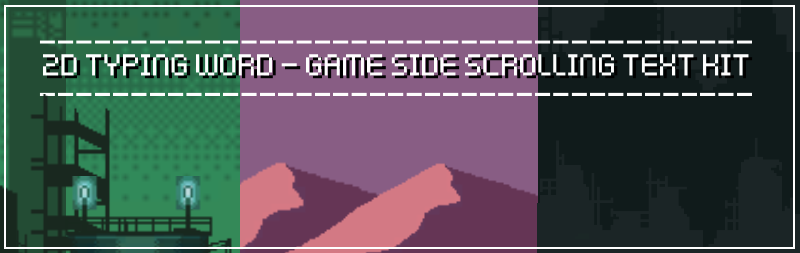 2D TYPING WORD - GAME SIDE SCROLLING TEXT KIT